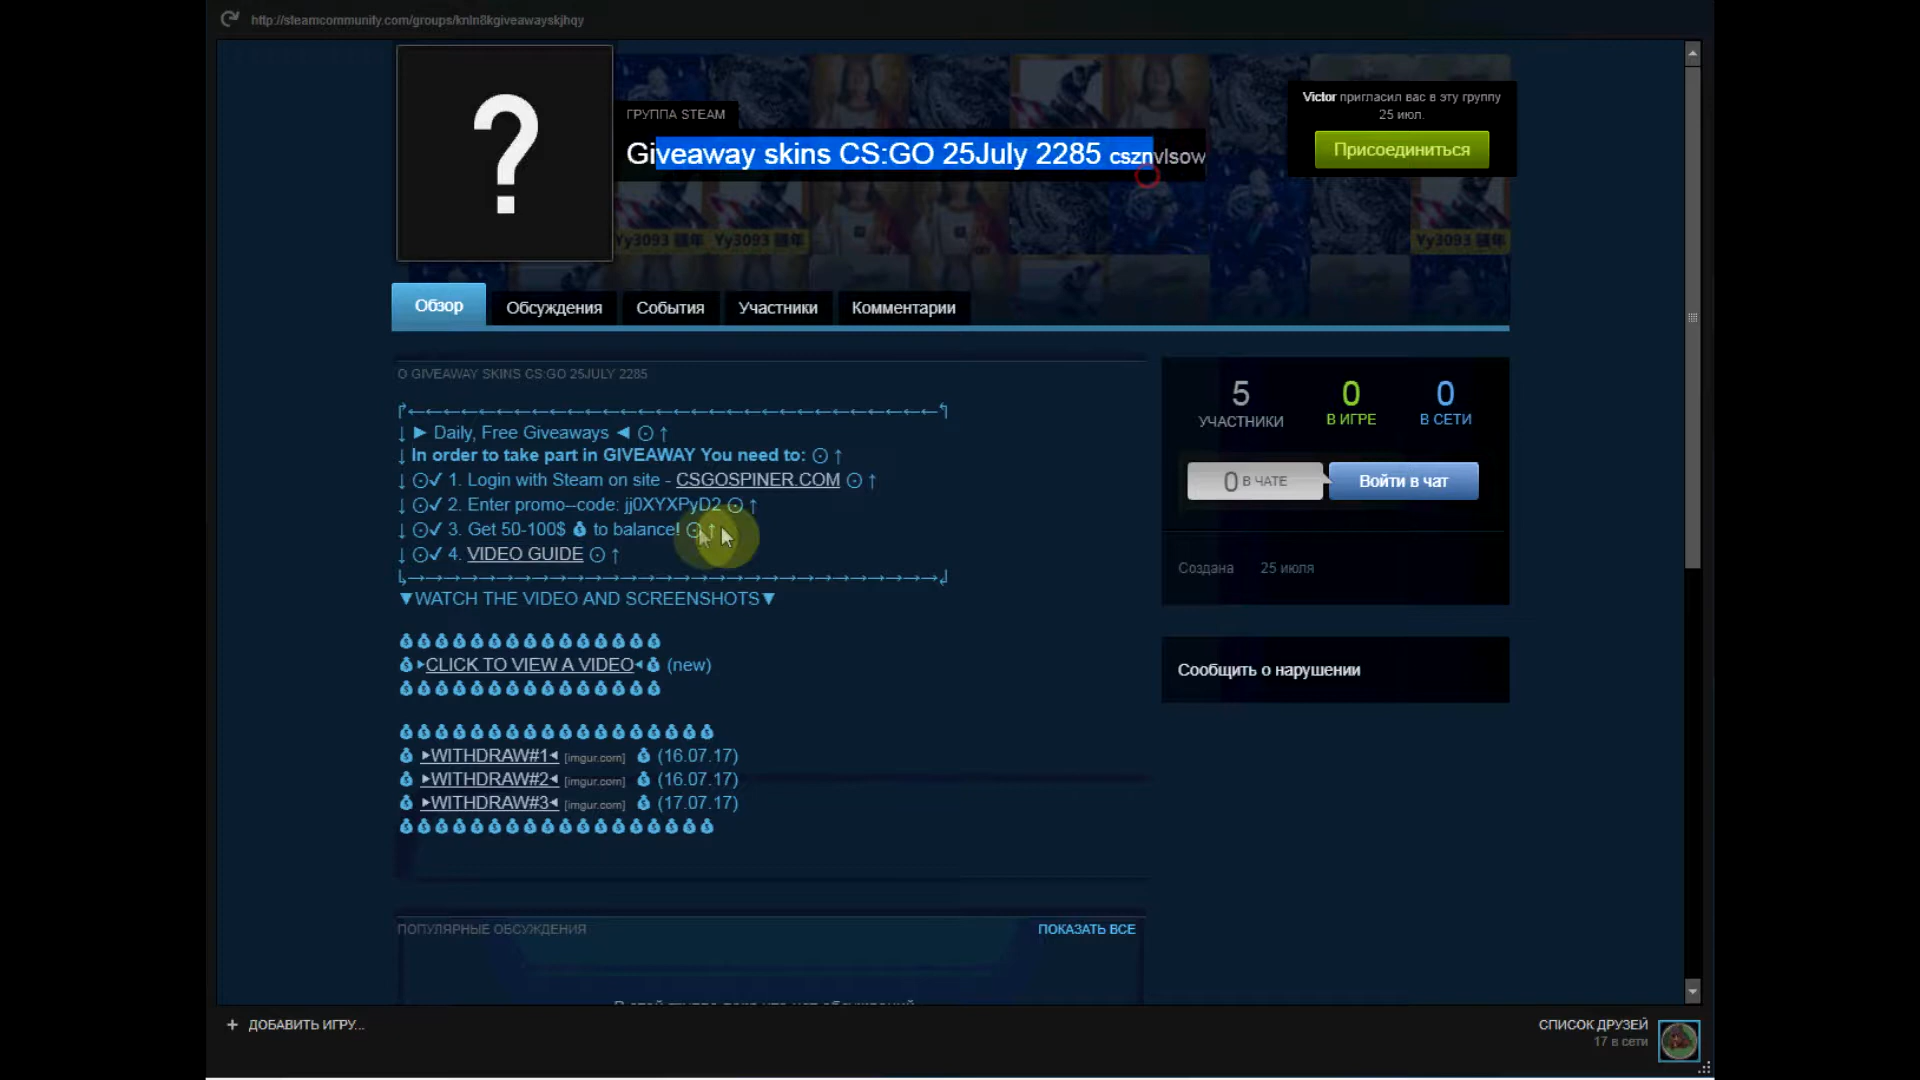 http://steamcommunity.com/groups/knln8kgiveawayskjhqy
ГРУППА STEAM
Giveaway skins CS:GO 25July 2285 csznvlsow
Victor пригласил вас в эту группу
25 июл.
Присоединиться
Yy3093 Yy3093
Yy3093
Обзор
Обсуждения
События
Участники
Комментарии
О GIVEAWAY SKINS CS:GO 25JULY 2285
↱←←←←←←←←←←←←←←←←←←←←←←←←←←←←←←↰
↓ ► Daily, Free Giveaways ◄ ⊙ ↑
↓ In order to take part in GIVEAWAY You need to: ⊙ ↑
↓ ⊙✓ 1. Login with Steam on site - CSGOSPINER.COM ⊙ ↑
↓ ⊙✓ 2. Enter promo--code: jj0XYXPyD2 ⊙ ↑
↓ ⊙✓ 3. Get 50-100$ 💰 to balance! ⊙ ↑
↓ ⊙✓ 4. VIDEO GUIDE ⊙ ↑
↳→→→→→→→→→→→→→→→→→→→→→→→→→→→→→→↲
▼WATCH THE VIDEO AND SCREENSHOTS▼
💰💰💰💰💰💰💰💰💰💰💰💰💰💰💰
💰▸CLICK TO VIEW A VIDEO◂💰 (new)
💰💰💰💰💰💰💰💰💰💰💰💰💰💰💰
💰💰💰💰💰💰💰💰💰💰💰💰💰💰💰💰💰💰
💰 ▸WITHDRAW#1◂ [imgur.com] 💰 (16.07.17)
💰 ▸WITHDRAW#2◂ [imgur.com] 💰 (16.07.17)
💰 ▸WITHDRAW#3◂ [imgur.com] 💰 (17.07.17)
💰💰💰💰💰💰💰💰💰💰💰💰💰💰💰💰💰💰
5 УЧАСТНИКИ
0 В ИГРЕ
0 В СЕТИ
0 В ЧАТЕ
Войти в чат
Создана 25 июля
Сообщить о нарушении
ПОПУЛЯРНЫЕ ОБСУЖДЕНИЯ
ПОКАЗАТЬ ВСЕ
+ ДОБАВИТЬ ИГРУ...
СПИСОК ДРУЗЕЙ
17 в сети